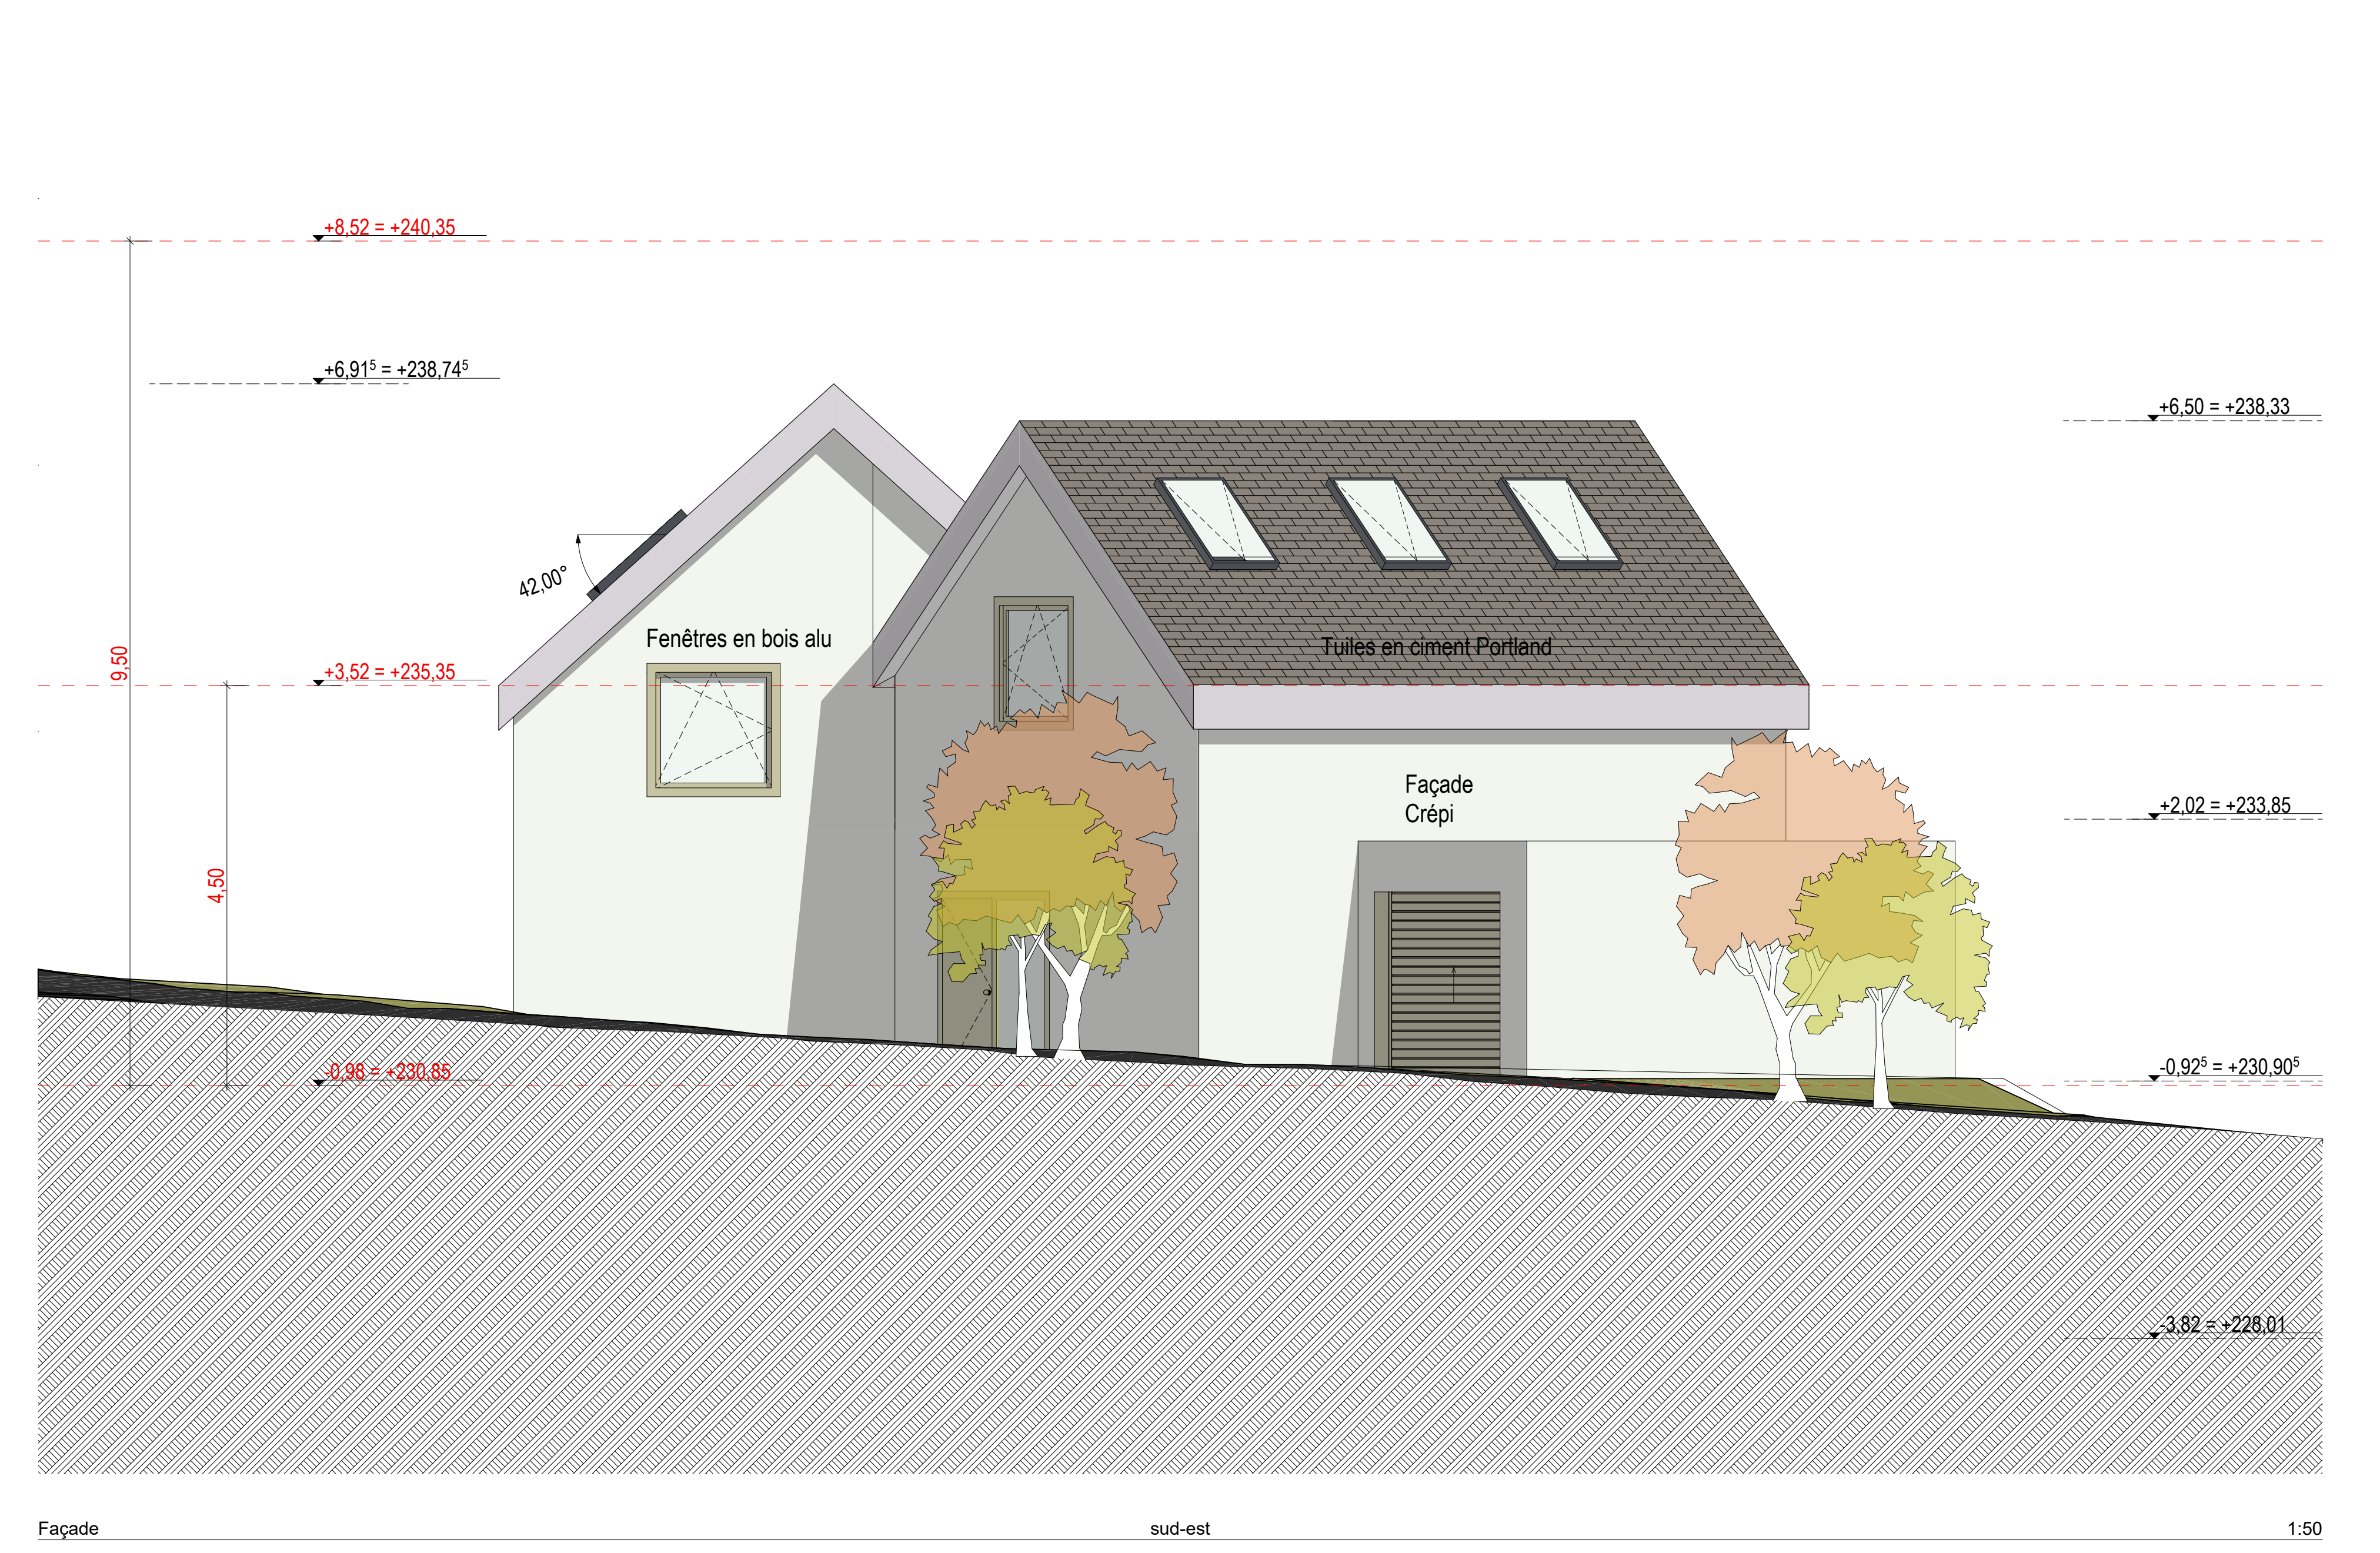 +8,52 = +240,35
+6,91⁵ = +238,74⁵
+6,50 = +238,33
42,00°
Fenêtres en bois alu
Tuiles en ciment Portland
9,50
+3,52 = +235,35
Façade
Crépi
+2,02 = +233,85
4,50
-0,98 = +230,85
-0,92⁵ = +230,90⁵
-3,82 = +228,01
Façade
sud-est
1:50